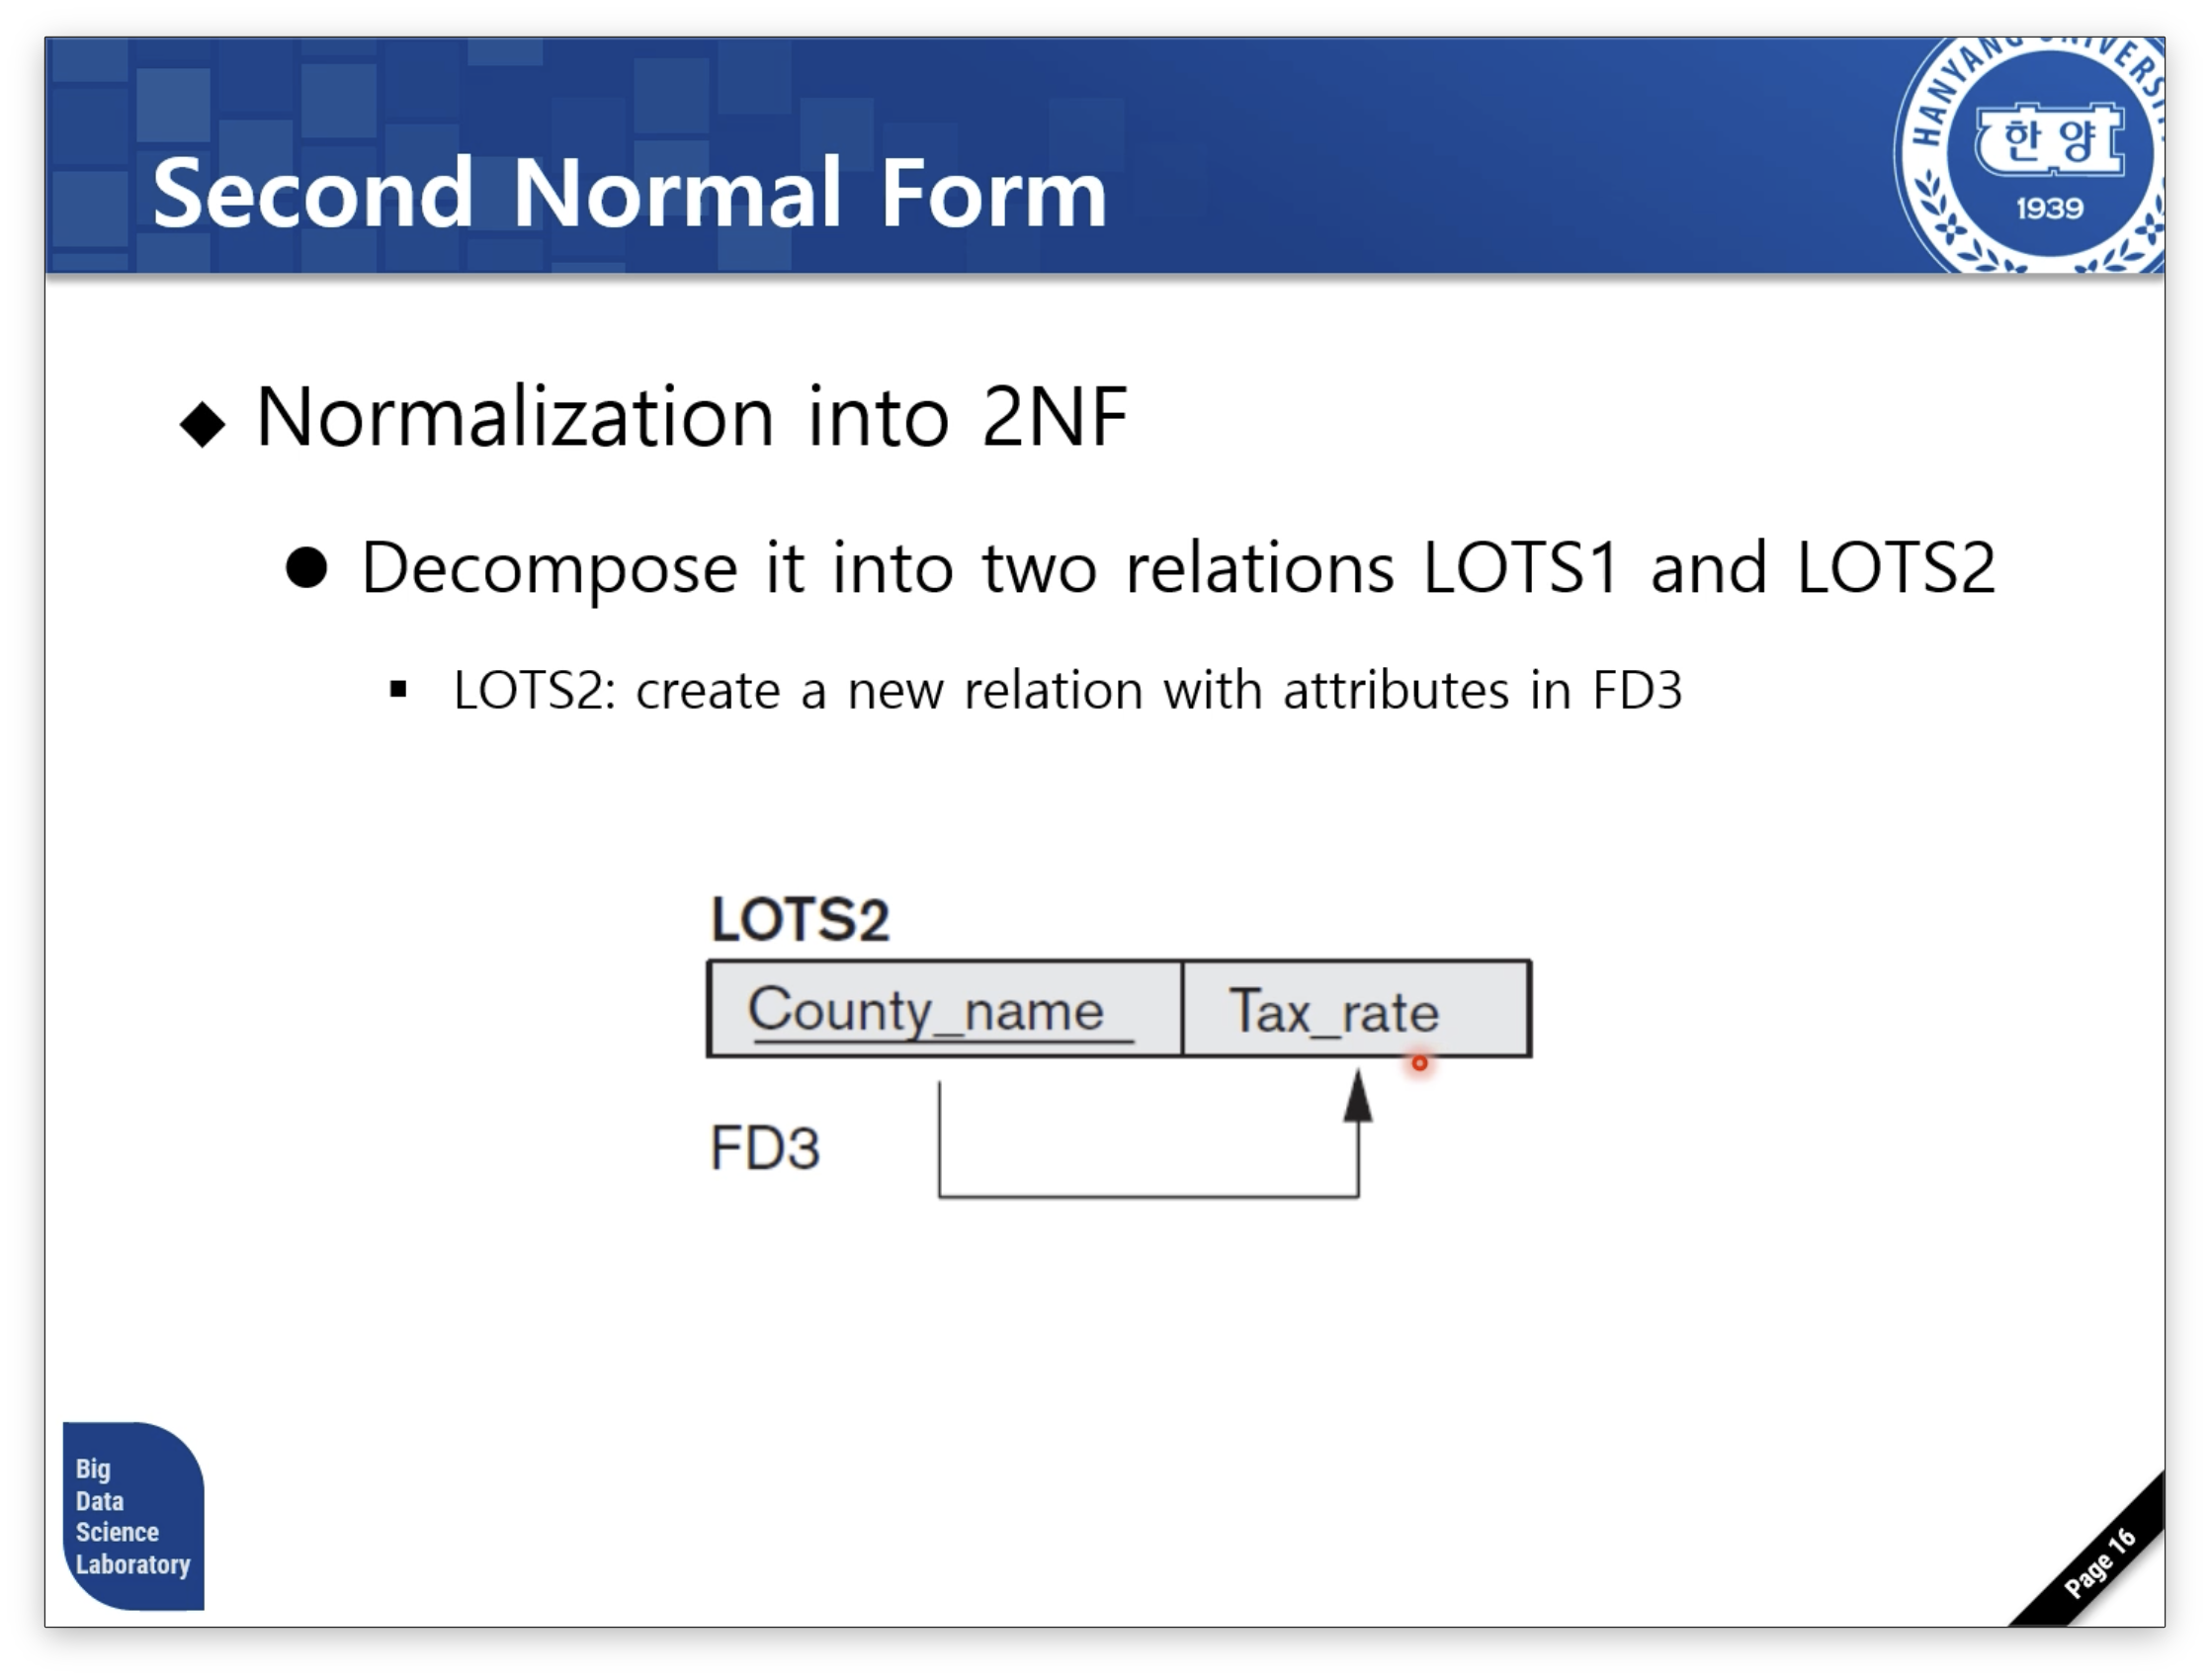 HANYANG UNIVERSI
한양
1939
Second Normal Form
◆ Normalization into 2NF
● Decompose it into two relations LOTS1 and LOTS2
▪ LOTS2: create a new relation with attributes in FD3
LOTS2
County_name Tax_rate
FD3
Big
Data
Science
Laboratory
Page 16